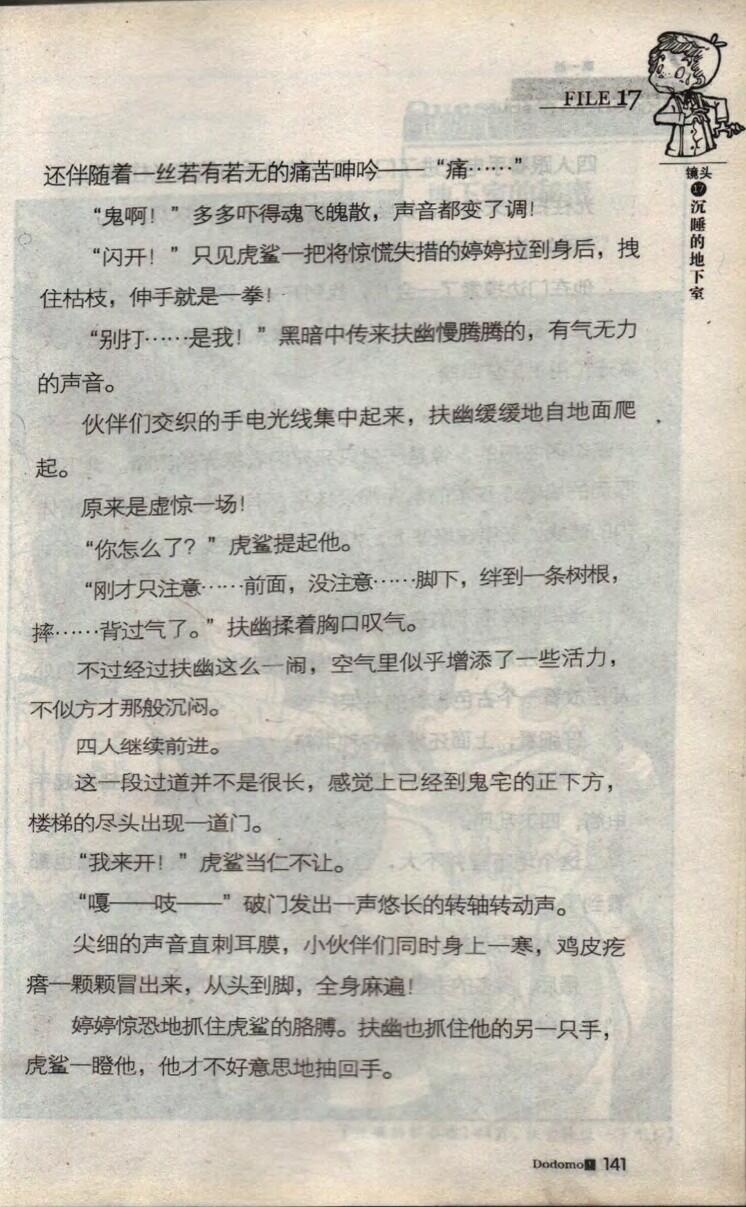 FILE 17
镜头
17
沉睡的地下室
还伴随着一丝若有若无的痛苦呻吟——“痛……”
“鬼啊！”多多吓得魂飞魄散，声音都变了调！
“闪开！”只见虎鲨一把将惊慌失措的婷婷拉到身后，拽
住枯枝，伸手就是一拳！
“别打……是我！”黑暗中传来扶幽慢腾腾的，有气无力
的声音。
伙伴们交织的手电光线集中起来，扶幽缓缓地自地面爬
起。
原来是虚惊一场！
“你怎么了？”虎鲨提起他。
“刚才只注意……前面，没注意……脚下，绊到一条树根，
摔……背过气了。”扶幽揉着胸口叹气。
不过经过扶幽这么一闹，空气里似乎增添了一些活力，
不似方才那般沉闷。
四人继续前进。
这一段过道并不是很长，感觉上已经到鬼宅的正下方，
楼梯的尽头出现一道门。
“我来开！”虎鲨当仁不让。
“嘎——吱——”破门发出一声悠长的转轴转动声。
尖细的声音直刺耳膜，小伙伴们同时身上一寒，鸡皮疙
瘩一颗颗冒出来，从头到脚，全身麻遍！
婷婷惊恐地抓住虎鲨的胳膊。扶幽也抓住他的另一只手，
虎鲨一瞪他，他才不好意思地抽回手。
Dodomo 1 141